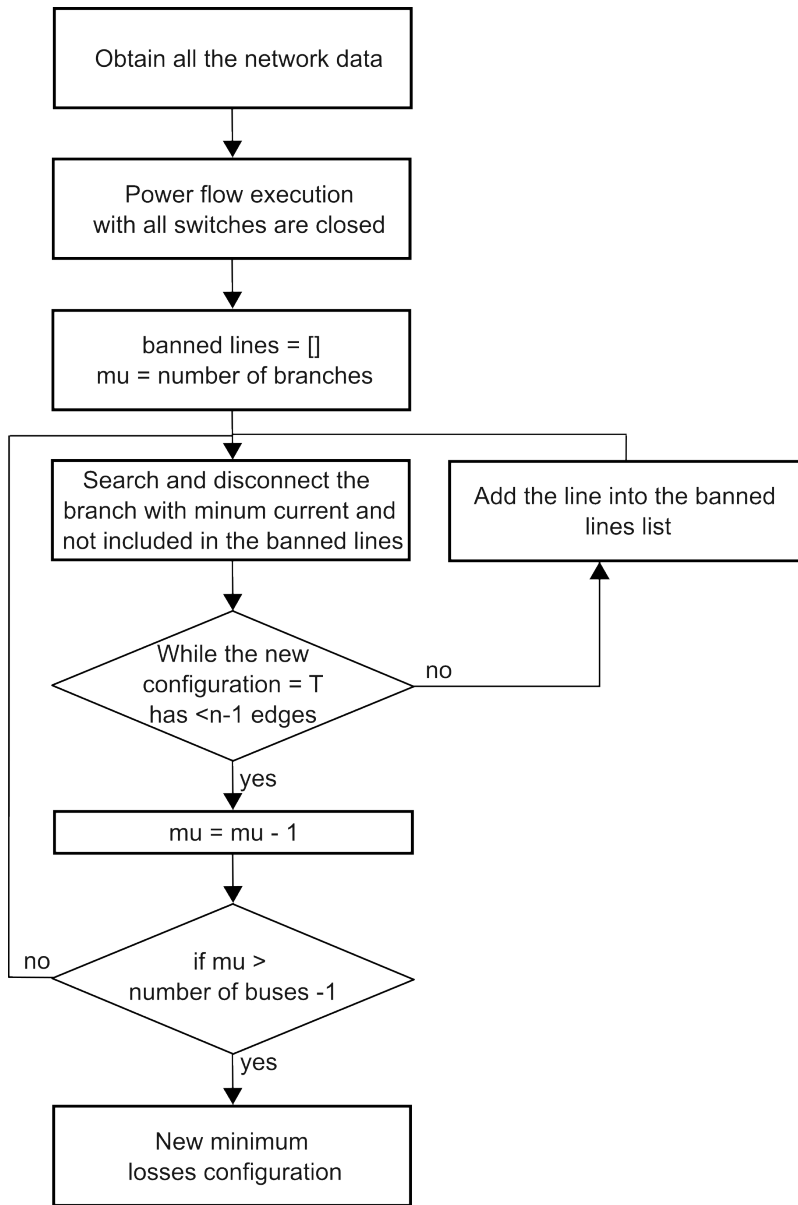 Obtain all the network data
Power flow execution
with all switches are closed
banned lines = []
mu = number of branches
Search and disconnect the
branch with minum current and
not included in the banned lines
Add the line into the banned
lines list
While the new
configuration = T
has <n-1 edges
no
yes
mu = mu - 1
if mu >
number of buses -1
no
yes
New minimum
losses configuration